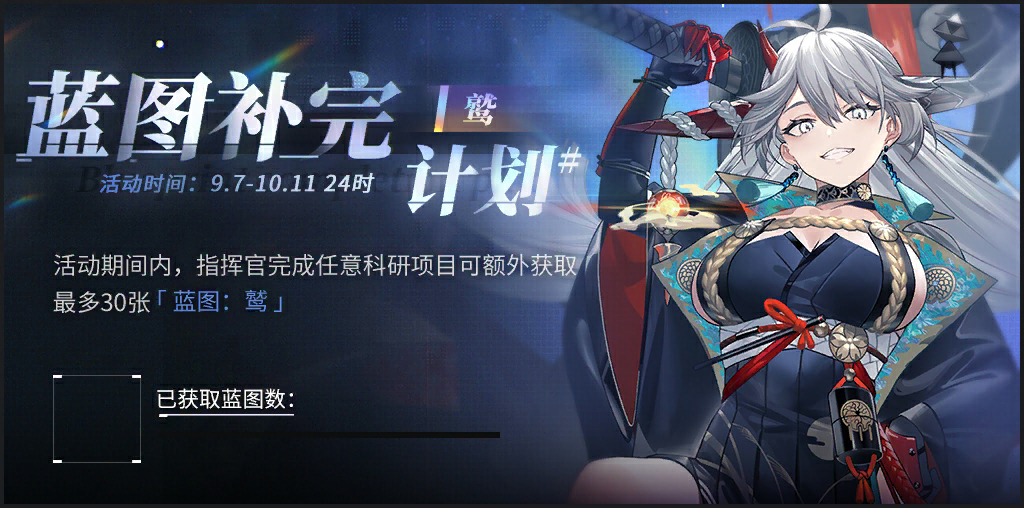 蓝图补完
鹫
计划#
活动时间：9.7-10.11 24时
活动期间内，指挥官完成任意科研项目可额外获取
最多30张「蓝图：鹫」
已获取蓝图数：